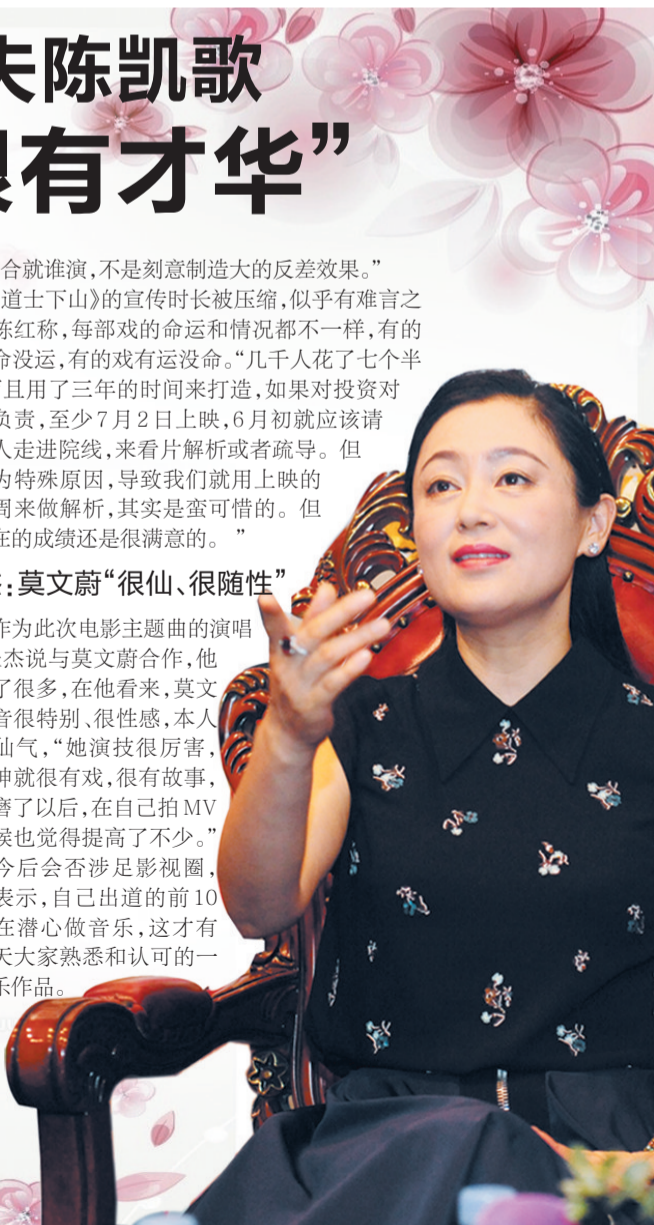 夫陈凯歌
很有才华”
合就谁演,不是刻意制造大的反差效果。”
道士下山》的宣传时长被压缩,似乎有难言之
陈红称,每部戏的命运和情况都不一样,有的
命没运,有的戏有运没命。“几千人花了七个半
而且用了三年的时间来打造,如果对投资对
负责,至少7月2日上映,6月初就应该请
人走进院线,来看片解析或者疏导。但
为特殊原因,导致我们就用上映的
周来做解析,其实是蛮可惜的。但
在的成绩还是很满意的。”
:莫文蔚“很仙、很随性”
作为此次电影主题曲的演唱
杰说与莫文蔚合作,他
了很多,在他看来,莫文
音很特别、很性感,本人
仙气,“她演技很厉害,
神就很有戏,很有故事,
磨了以后,在自己拍MV
候也觉得提高了不少。”
今后会否涉足影视圈,
表示,自己出道的前10
在潜心做音乐,这才有
天大家熟悉和认可的一
乐作品。